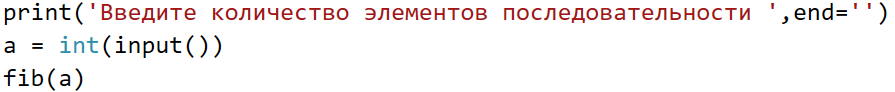 print('Введите количество элементов последовательности ',end='')
a = int(input())
fib(a)